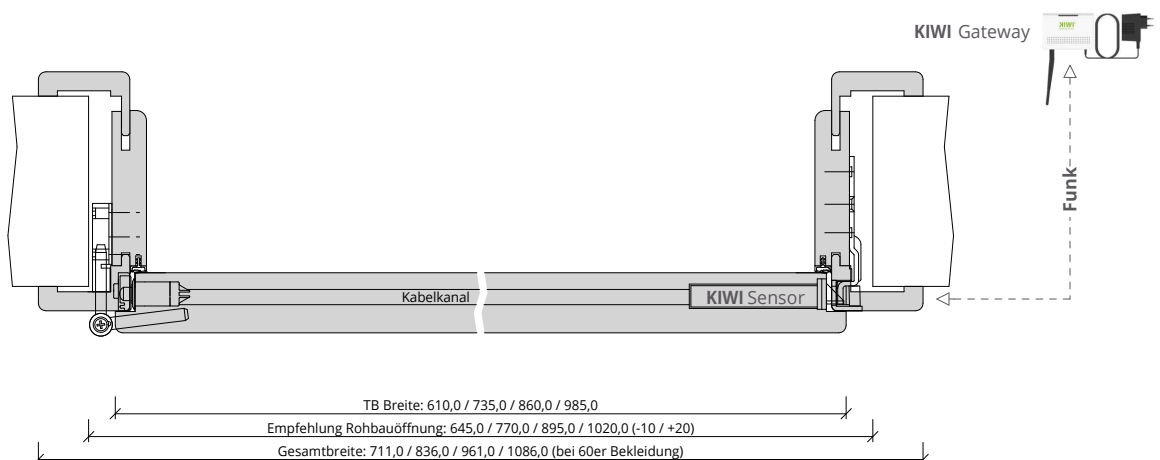 KIWI Gateway
KIWI
Funk
Kabelkanal
KIWI Sensor
TB Breite: 610,0 / 735,0 / 860,0 / 985,0
Empfehlung Rohbauöffnung: 645,0 / 770,0 / 895,0 / 1020,0 (-10 / +20)
Gesamtbreite: 711,0 / 836,0 / 961,0 / 1086,0 (bei 60er Bekleidung)